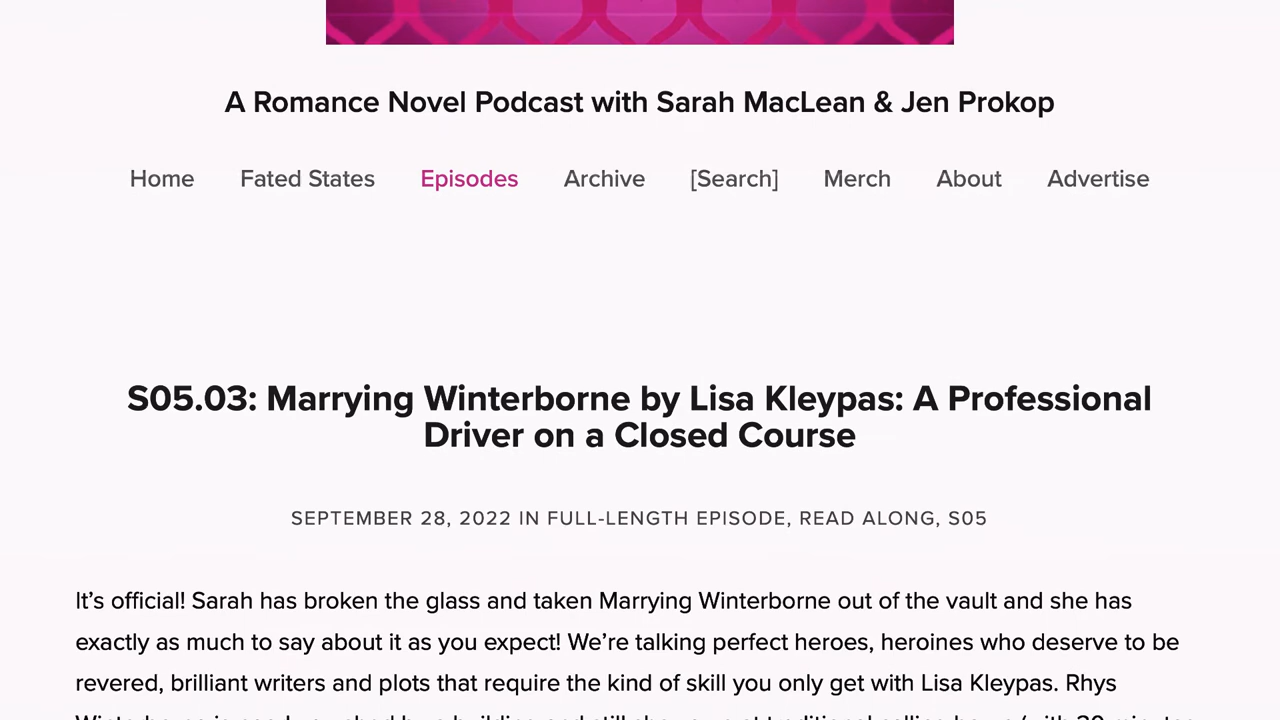 A Romance Novel Podcast with Sarah MacLean & Jen Prokop
Home Fated States Episodes Archive [Search] Merch About Advertise
S05.03: Marrying Winterborne by Lisa Kleypas: A Professional
Driver on a Closed Course
SEPTEMBER 28, 2022 IN FULL-LENGTH EPISODE, READ ALONG, S05
It’s official! Sarah has broken the glass and taken Marrying Winterborne out of the vault and she has
exactly as much to say about it as you expect! We’re talking perfect heroes, heroines who deserve to be
revered, brilliant writers and plots that require the kind of skill you only get with Lisa Kleypas. Rhys